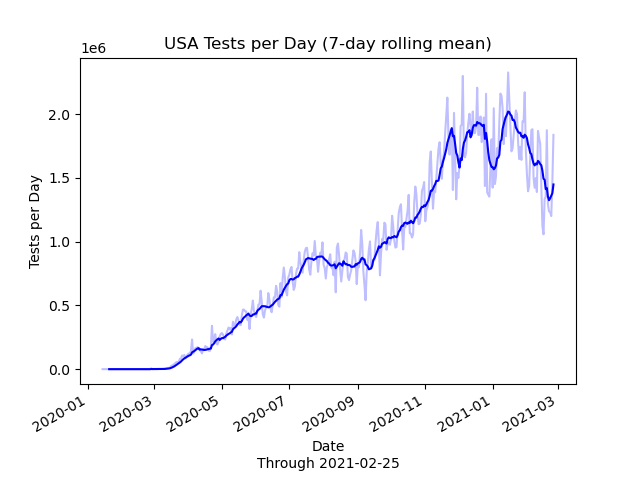 USA Tests per Day (7-day rolling mean)
1e6
2.0
1.5
1.0
0.5
0.0
Tests per Day
2020-01
2020-03
2020-05
2020-07
2020-09
2020-11
2021-01
2021-03
Date
Through 2021-02-25